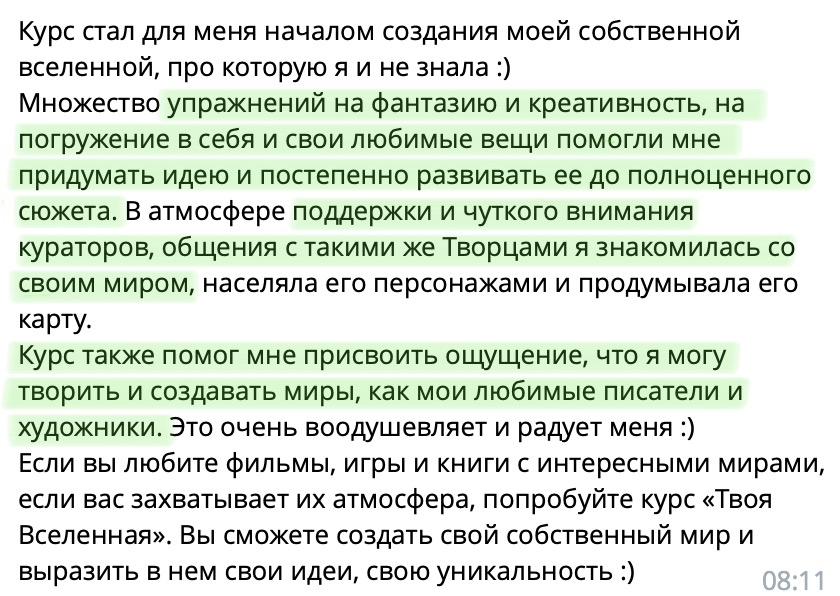 Курс стал для меня началом создания моей собственной
вселенной, про которую я и не знала :)
Множество упражнений на фантазию и креативность, на
погружение в себя и свои любимые вещи помогли мне
придумать идею и постепенно развивать ее до полноценного
сюжета. В атмосфере поддержки и чуткого внимания
кураторов, общения с такими же Творцами я знакомилась со
своим миром, населяла его персонажами и продумывала его
карту.
Курс также помог мне присвоить ощущение, что я могу
творить и создавать миры, как мои любимые писатели и
художники. Это очень воодушевляет и радует меня :)
Если вы любите фильмы, игры и книги с интересными мирами,
если вас захватывает их атмосфера, попробуйте курс «Твоя
Вселенная». Вы сможете создать свой собственный мир и
выразить в нем свои идеи, свою уникальность :)
08:11